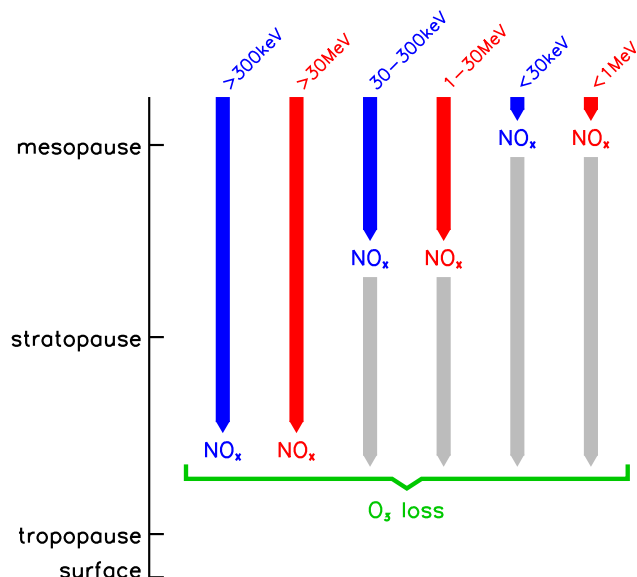 >300keV
>30MeV
30−300keV
1−30MeV
<30keV
<1MeV
mesopause
NOₓ
NOₓ
NOₓ
NOₓ
stratopause
NOₓ
NOₓ
O₃ loss
tropopause
surface